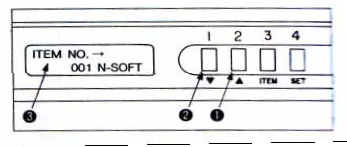 1 2 3 4
ITEM NO. →
001 N-SOFT
▼ ▲ ITEM SET
❸ ❷ ❶